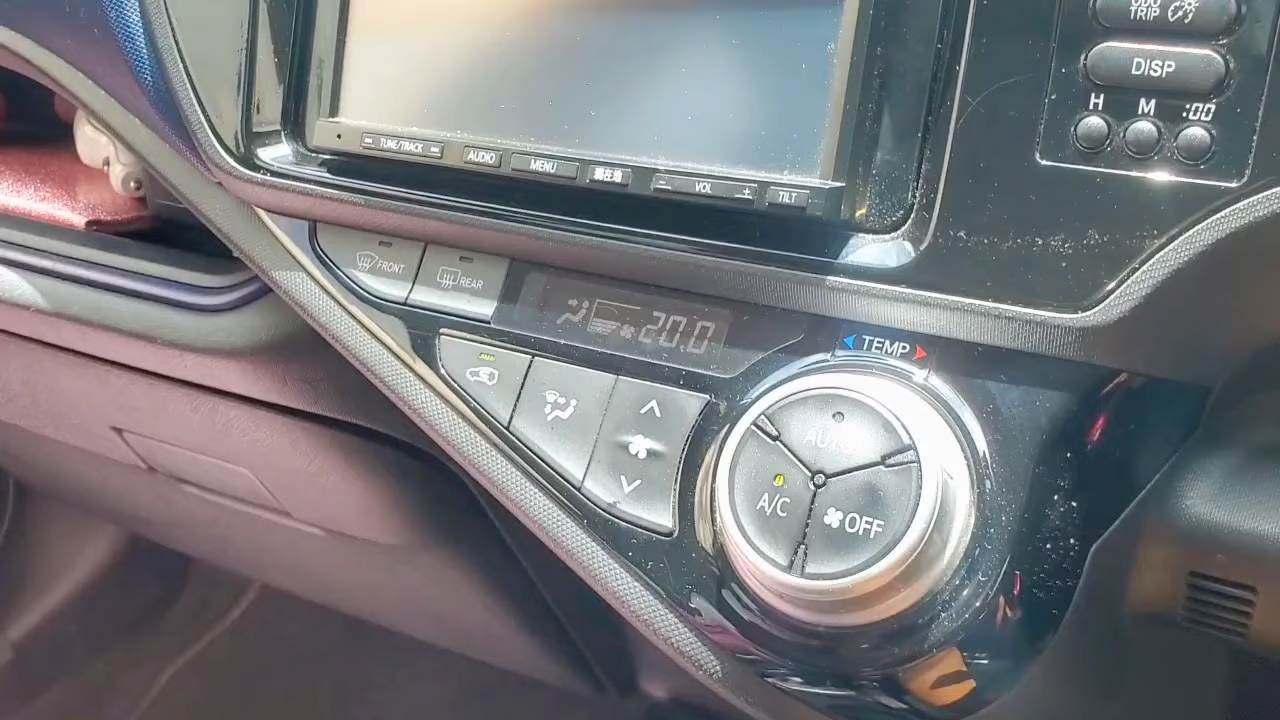 ODO
TRIP
DISP
H M :00
TUNE/TRACK AUDIO MENU 現在地 VOL TILT
FRONT
REAR
20.0
TEMP
AUTO
A/C
OFF